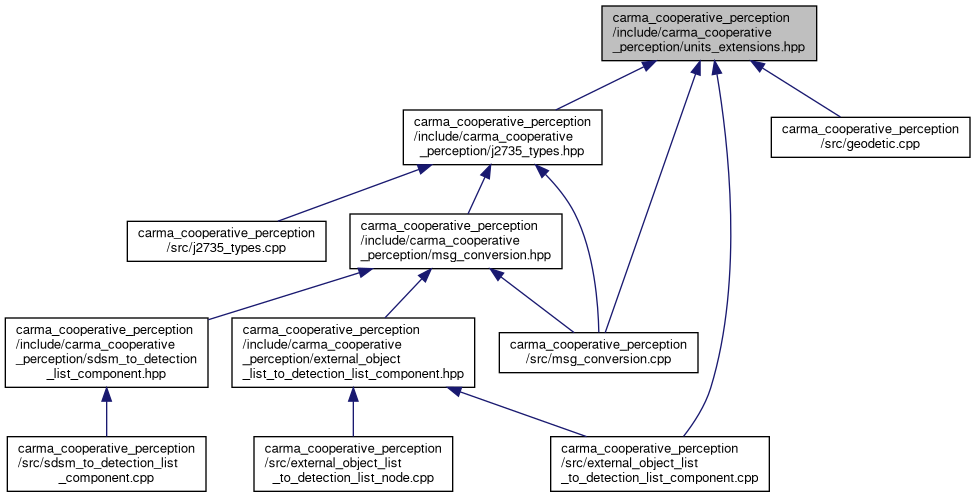 carma_cooperative_perception
/include/carma_cooperative
_perception/units_extensions.hpp
carma_cooperative_perception
/include/carma_cooperative
_perception/j2735_types.hpp
carma_cooperative_perception
/src/geodetic.cpp
carma_cooperative_perception
/src/j2735_types.cpp
carma_cooperative_perception
/include/carma_cooperative
_perception/msg_conversion.hpp
carma_cooperative_perception
/include/carma_cooperative
_perception/sdsm_to_detection
_list_component.hpp
carma_cooperative_perception
/include/carma_cooperative
_perception/external_object
_list_to_detection_list_component.hpp
carma_cooperative_perception
/src/msg_conversion.cpp
carma_cooperative_perception
/src/sdsm_to_detection_list
_component.cpp
carma_cooperative_perception
/src/external_object_list
_to_detection_list_node.cpp
carma_cooperative_perception
/src/external_object_list
_to_detection_list_component.cpp